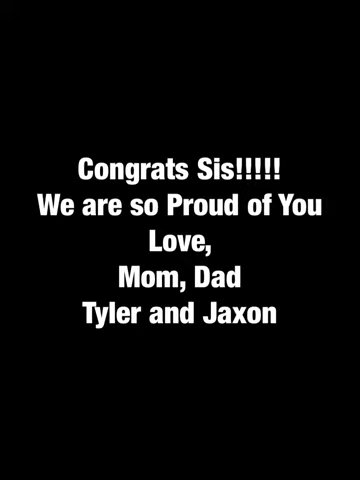 Congrats Sis!!!!!
We are so Proud of You
Love,
Mom, Dad
Tyler and Jaxon